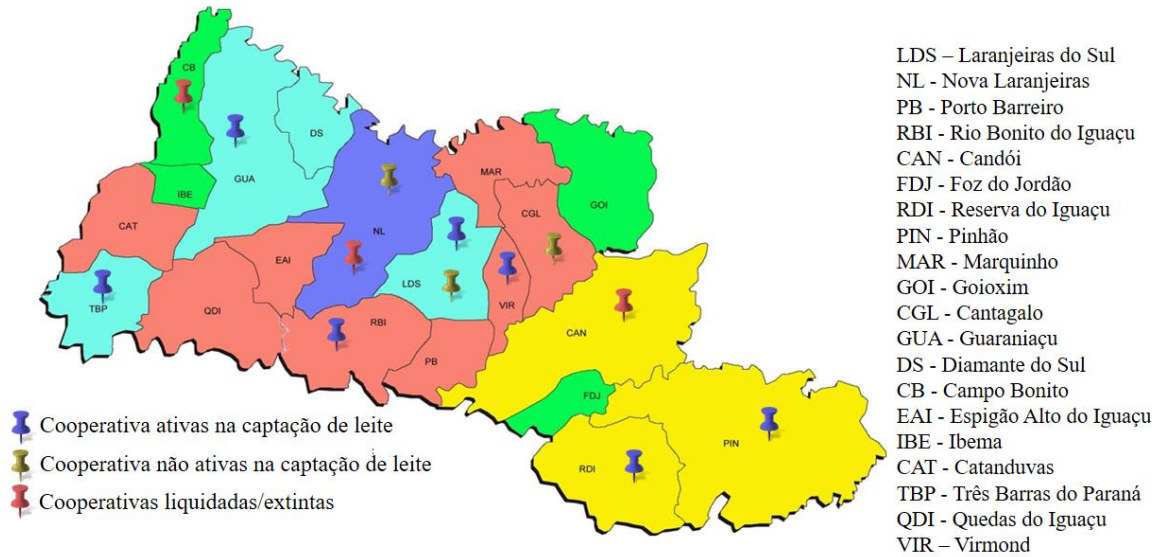 CB
DS
GUA
IBE
CAT
TBP
QDI
EAI
NL
LDS
RBI
PB
MAR
CGL
VIR
GOI
CAN
FDJ
RDI
PIN
LDS – Laranjeiras do Sul
NL - Nova Laranjeiras
PB - Porto Barreiro
RBI - Rio Bonito do Iguaçu
CAN - Candói
FDJ - Foz do Jordão
RDI - Reserva do Iguaçu
PIN - Pinhão
MAR - Marquinho
GOI - Goioxim
CGL - Cantagalo
GUA - Guaraniaçu
DS - Diamante do Sul
CB - Campo Bonito
EAI - Espigão Alto do Iguaçu
IBE - Ibema
CAT - Catanduvas
TBP - Três Barras do Paraná
QDI - Quedas do Iguaçu
VIR – Virmond
Cooperativa ativas na captação de leite
Cooperativa não ativas na captação de leite
Cooperativas liquidadas/extintas